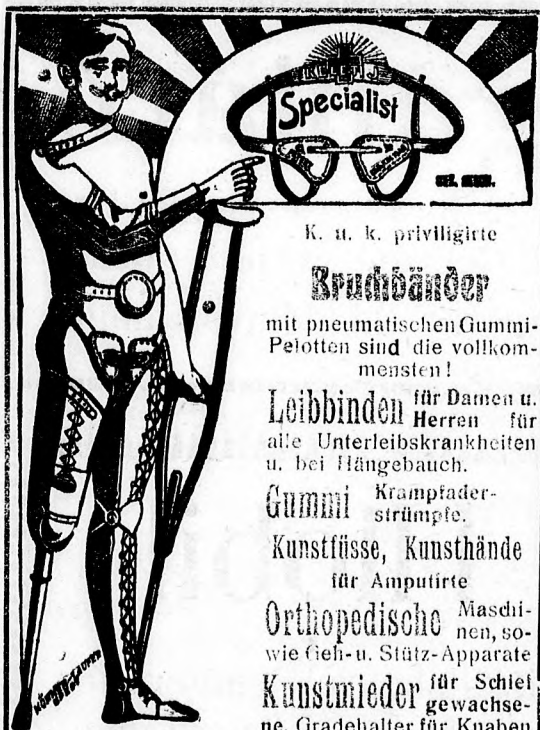 Specialist
GES. GESCH.
K. u. k. priviligirte
Bruchbänder
mit pneumatischen Gummi-
Pelotten sind die vollkom-
mensten!
Leibbinden für Damen u.
Herren für
alle Unterleibskrankheiten
u. bei Hängebauch.
Gummi Krampfader-
strümpfe.
Kunstfüsse, Kunsthände
für Amputirte
Orthopedische Maschi-
nen, so-
wie Geh- u. Stütz-Apparate
Kunstmieder für Schief
gewachse-
ne, Gradehalter für Knaben